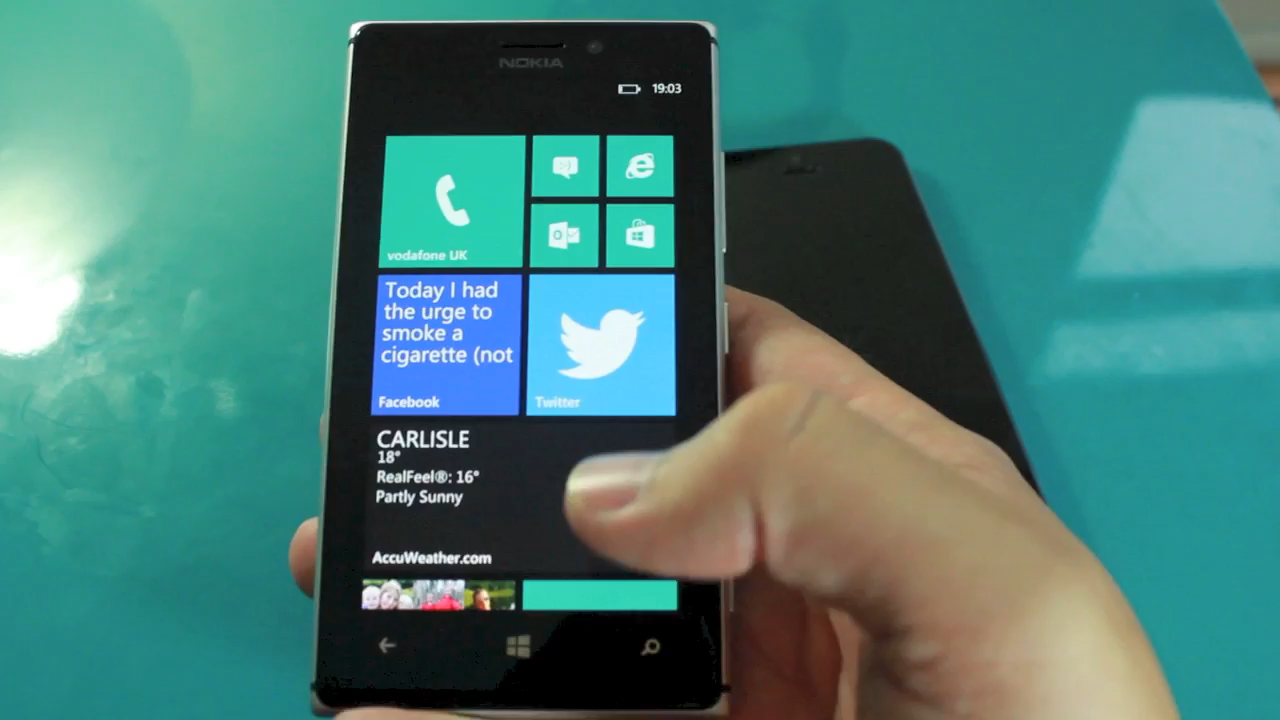 NOKIA
19:03
vodafone UK
Today I had
the urge to
smoke a
cigarette (not
Facebook
Twitter
CARLISLE
18°
RealFeel®: 16°
Partly Sunny
AccuWeather.com